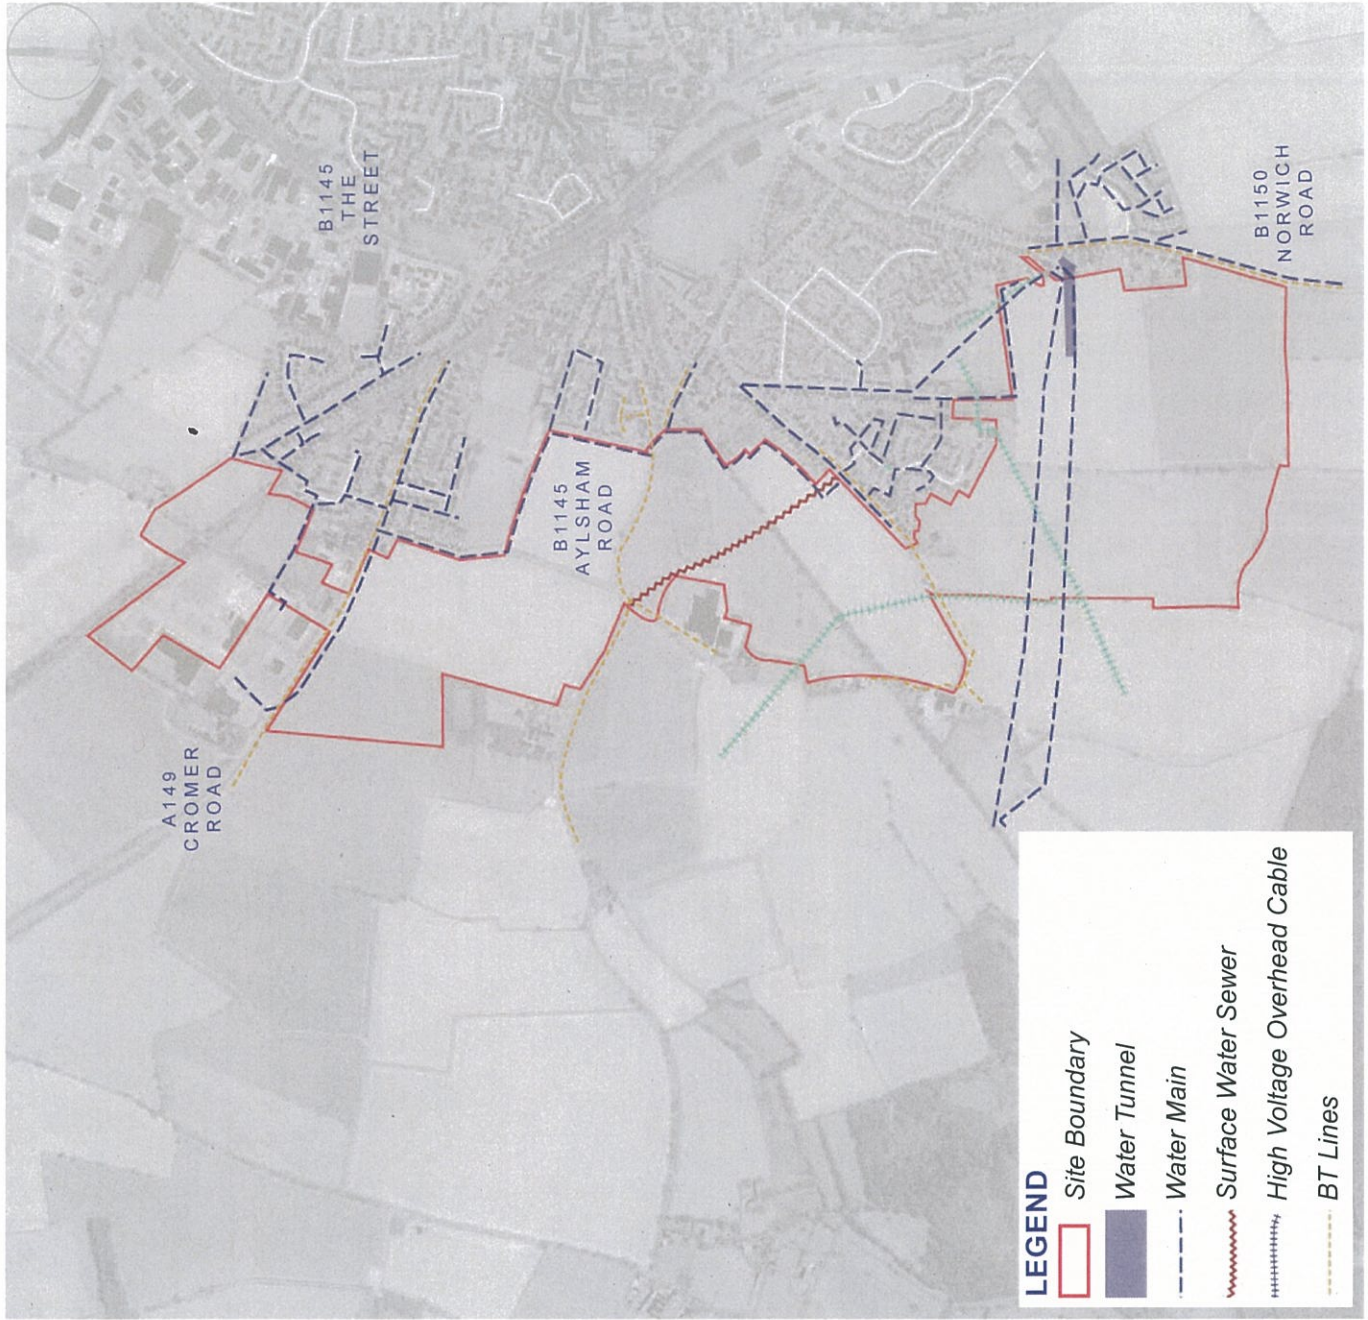 B1145
THE
STREET
B1150
NORWICH
ROAD
B1145
AYLSHAM
ROAD
A149
CROMER
ROAD
LEGEND
Site Boundary
Water Tunnel
Water Main
Surface Water Sewer
High Voltage Overhead Cable
BT Lines